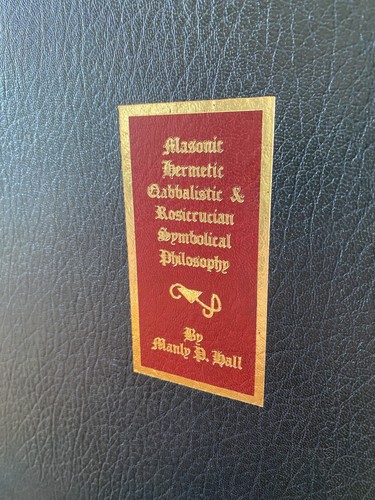 Masonic
Hermetic
Qabbalistic &
Rosicrucian
Symbolical
Philosophy
By
Manly P. Hall